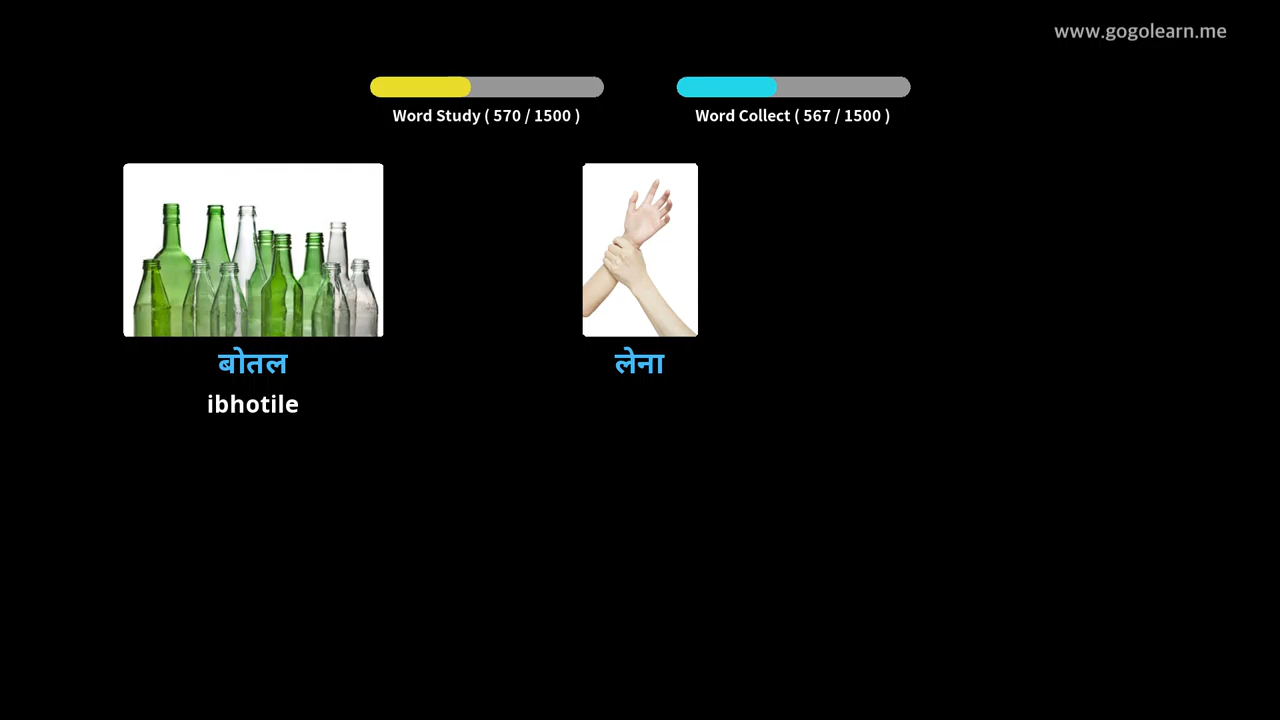 www.gogolearn.me
Word Study ( 570 / 1500 )
Word Collect ( 567 / 1500 )
बोतल
लेना
ibhotile